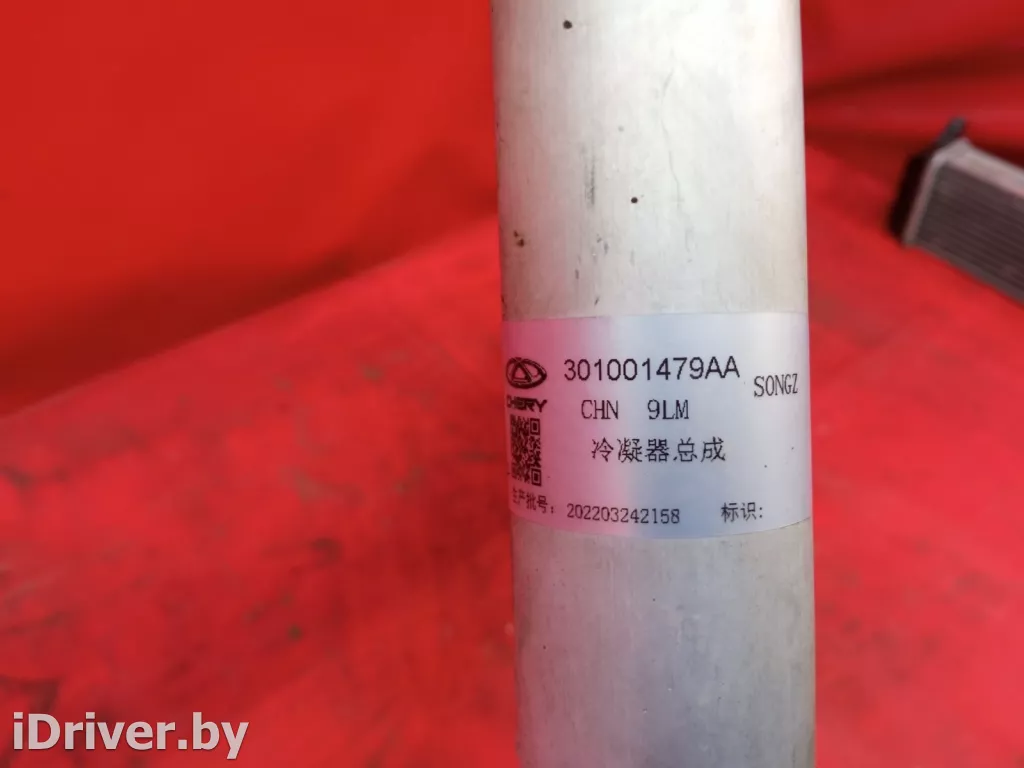 301001479AA
SONGZ
CHERY
CHN 9LM
冷凝器总成
生产批号: 202203242158 标识:
iDriver.by